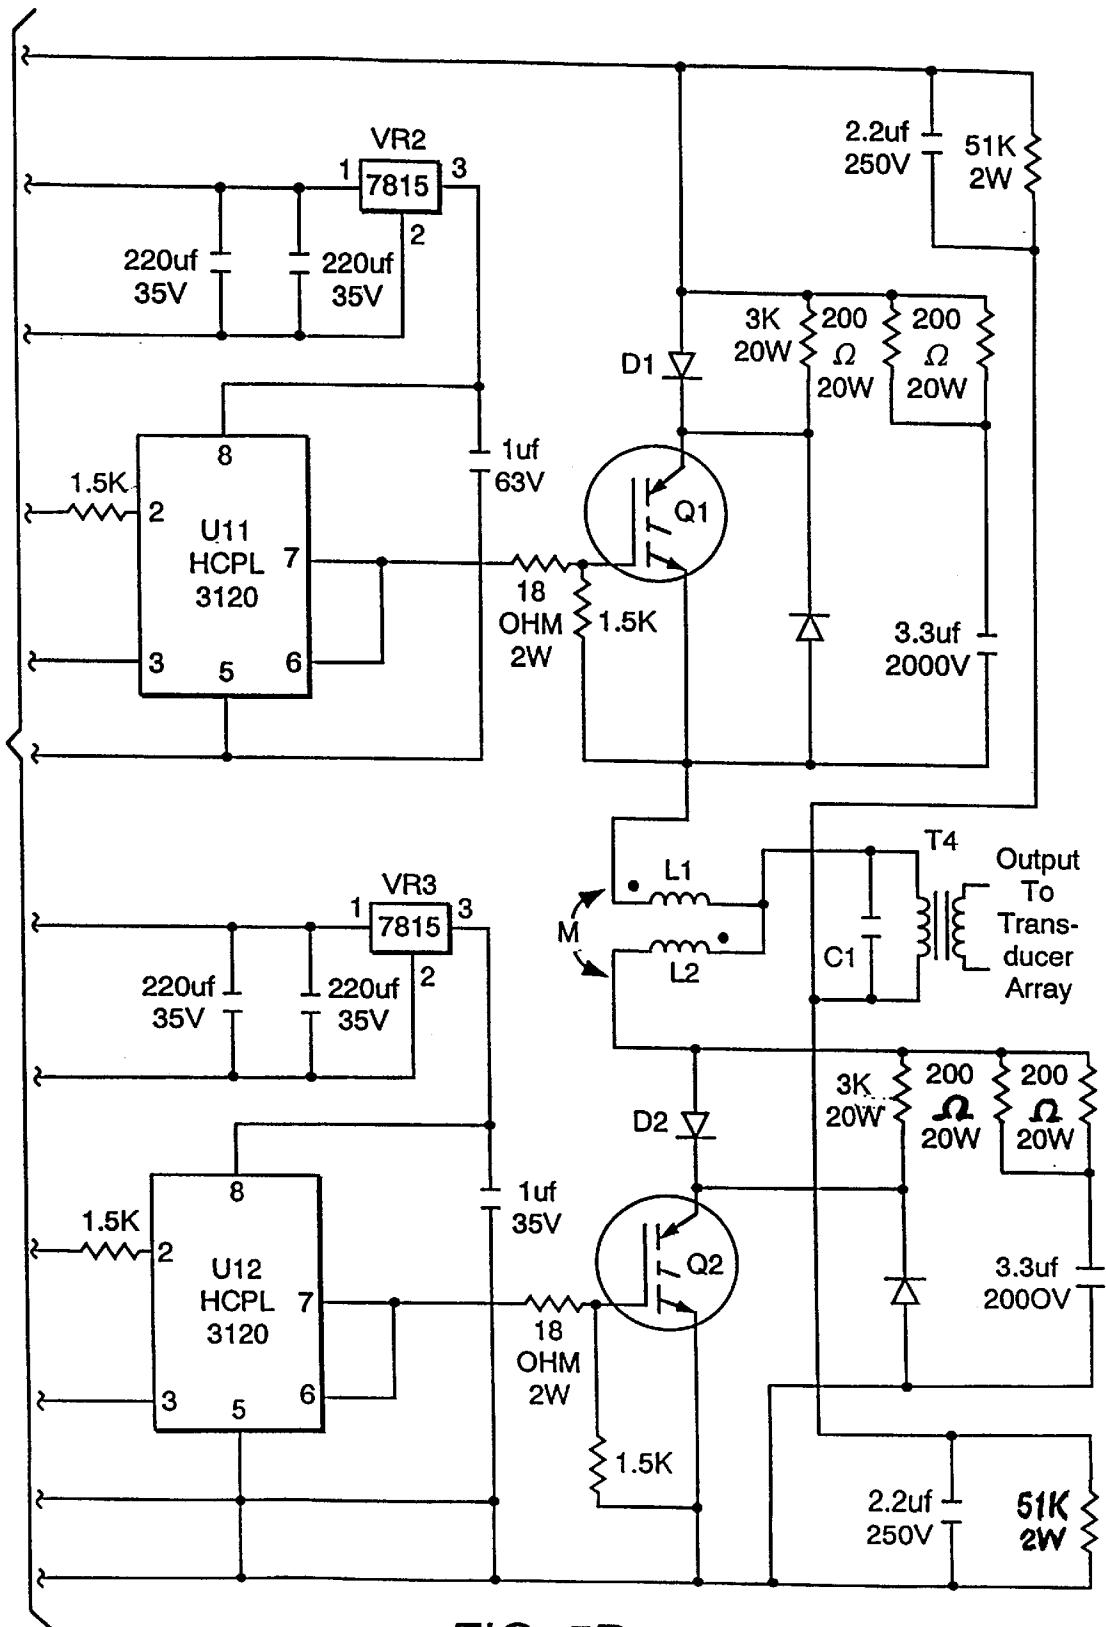 2.2uf
250V
51K
2W
VR2
1
7815
3
2
220uf
35V
220uf
35V
3K
20W
200
Ω
20W
200
Ω
20W
D1
8
1uf
63V
1.5K
2
U11
HCPL
3120
7
Q1
18
OHM
2W
1.5K
3
5
6
3.3uf
2000V
T4
Output
To
Trans-
ducer
Array
L1
M
L2
C1
VR3
1
7815
3
2
220uf
35V
220uf
35V
3K
20W
200
Ω
20W
200
Ω
20W
D2
8
1uf
35V
1.5K
2
U12
HCPL
3120
7
Q2
18
OHM
2W
3
5
6
3.3uf
200OV
1.5K
2.2uf
250V
51K
2W